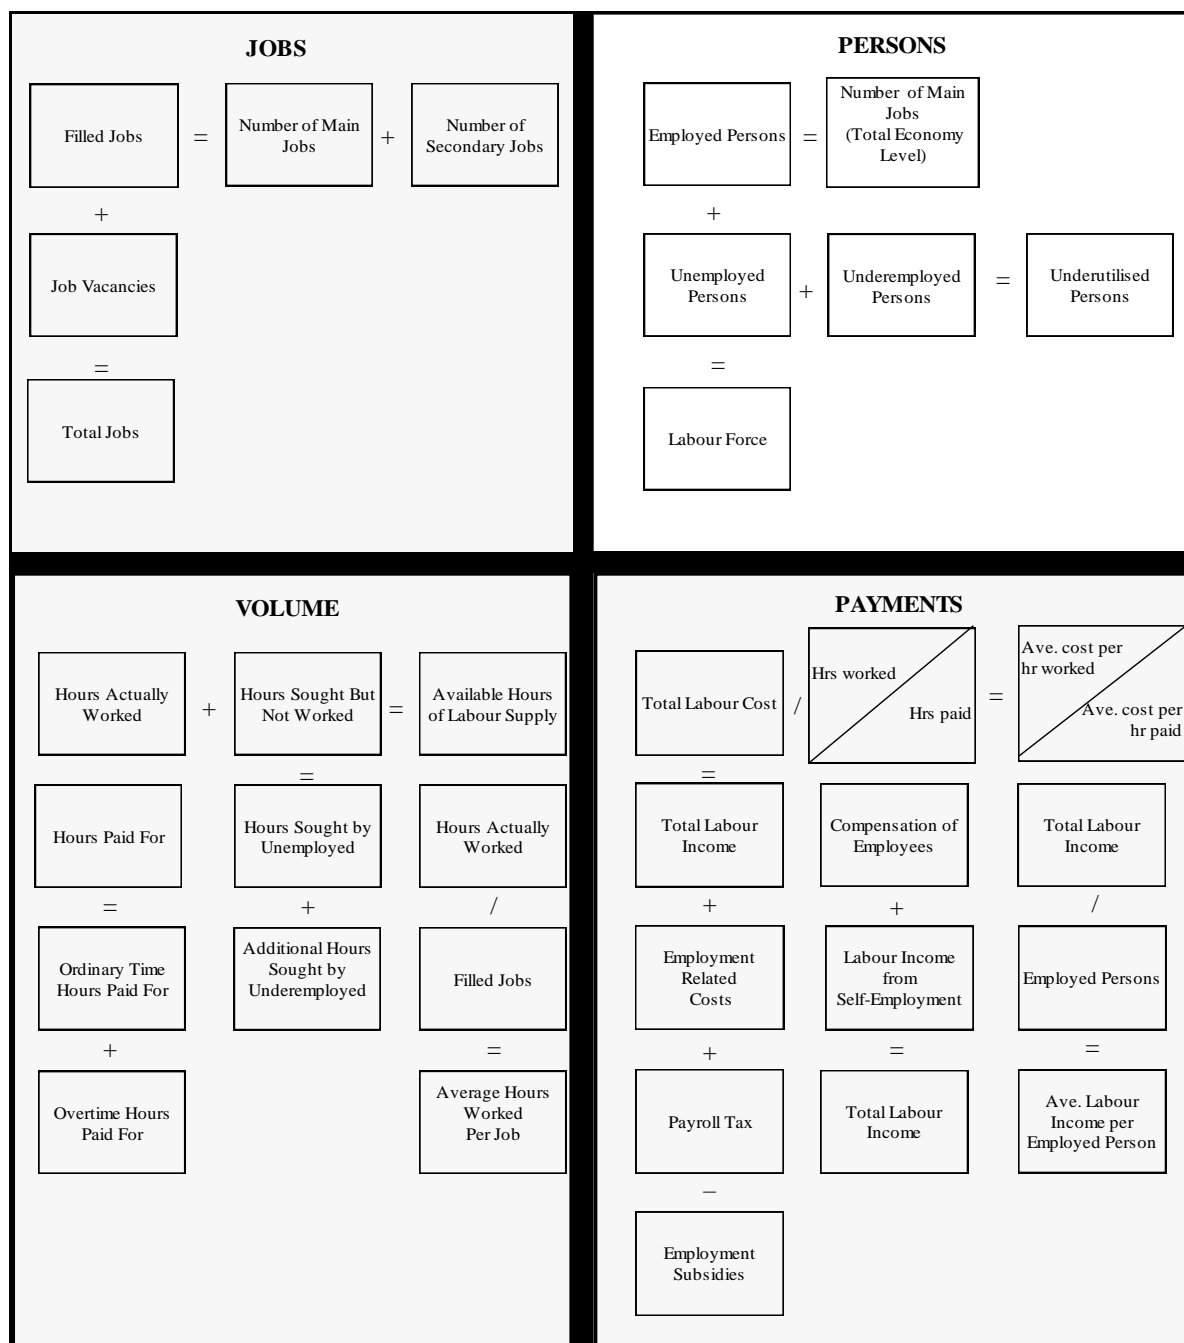 JOBS
Filled Jobs
=
Number of Main
Jobs
+
Number of
Secondary Jobs
+
Job Vacancies
=
Total Jobs
PERSONS
Employed Persons
=
Number of Main
Jobs
(Total Economy
Level)
+
Unemployed
Persons
+
Underemployed
Persons
=
Underutilised
Persons
=
Labour Force
VOLUME
Hours Actually
Worked
+
Hours Sought But
Not Worked
=
Available Hours
of Labour Supply
=
Hours Paid For
Hours Sought by
Unemployed
Hours Actually
Worked
=
+
/
Ordinary Time
Hours Paid For
Additional Hours
Sought by
Underemployed
Filled Jobs
+
=
Overtime Hours
Paid For
Average Hours
Worked
Per Job
PAYMENTS
Total Labour Cost
/
Hrs worked
Hrs paid
=
Ave. cost per
hr worked
Ave. cost per
hr paid
=
Total Labour
Income
Compensation of
Employees
Total Labour
Income
+
+
/
Employment
Related
Costs
Labour Income
from
Self-Employment
Employed Persons
+
=
=
Payroll Tax
Total Labour
Income
Ave. Labour
Income per
Employed Person
−
Employment
Subsidies